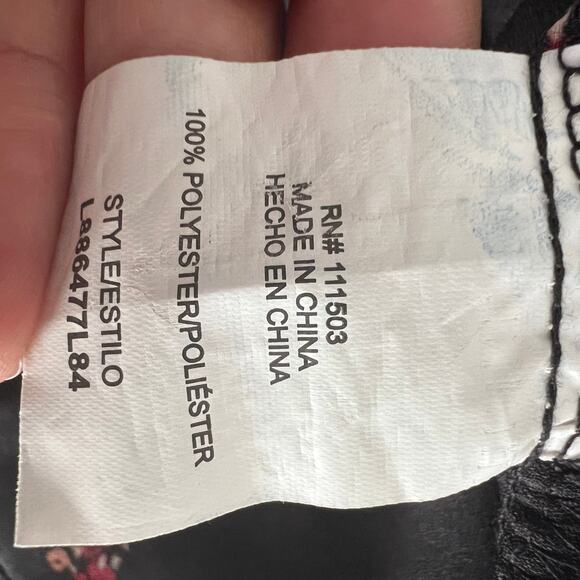 RN# 111503
MADE IN CHINA
HECHO EN CHINA
100% POLYESTER/POLIÉSTER
STYLE/ESTILO
L886477L84